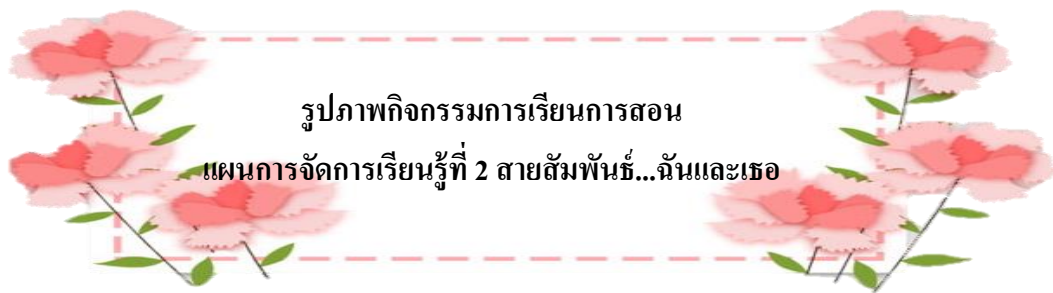 รูปภาพกิจกรรมการเรียนการสอน
แผนการจัดการเรียนรู้ที่ 2 สายสัมพันธ์...ฉันและเธอ